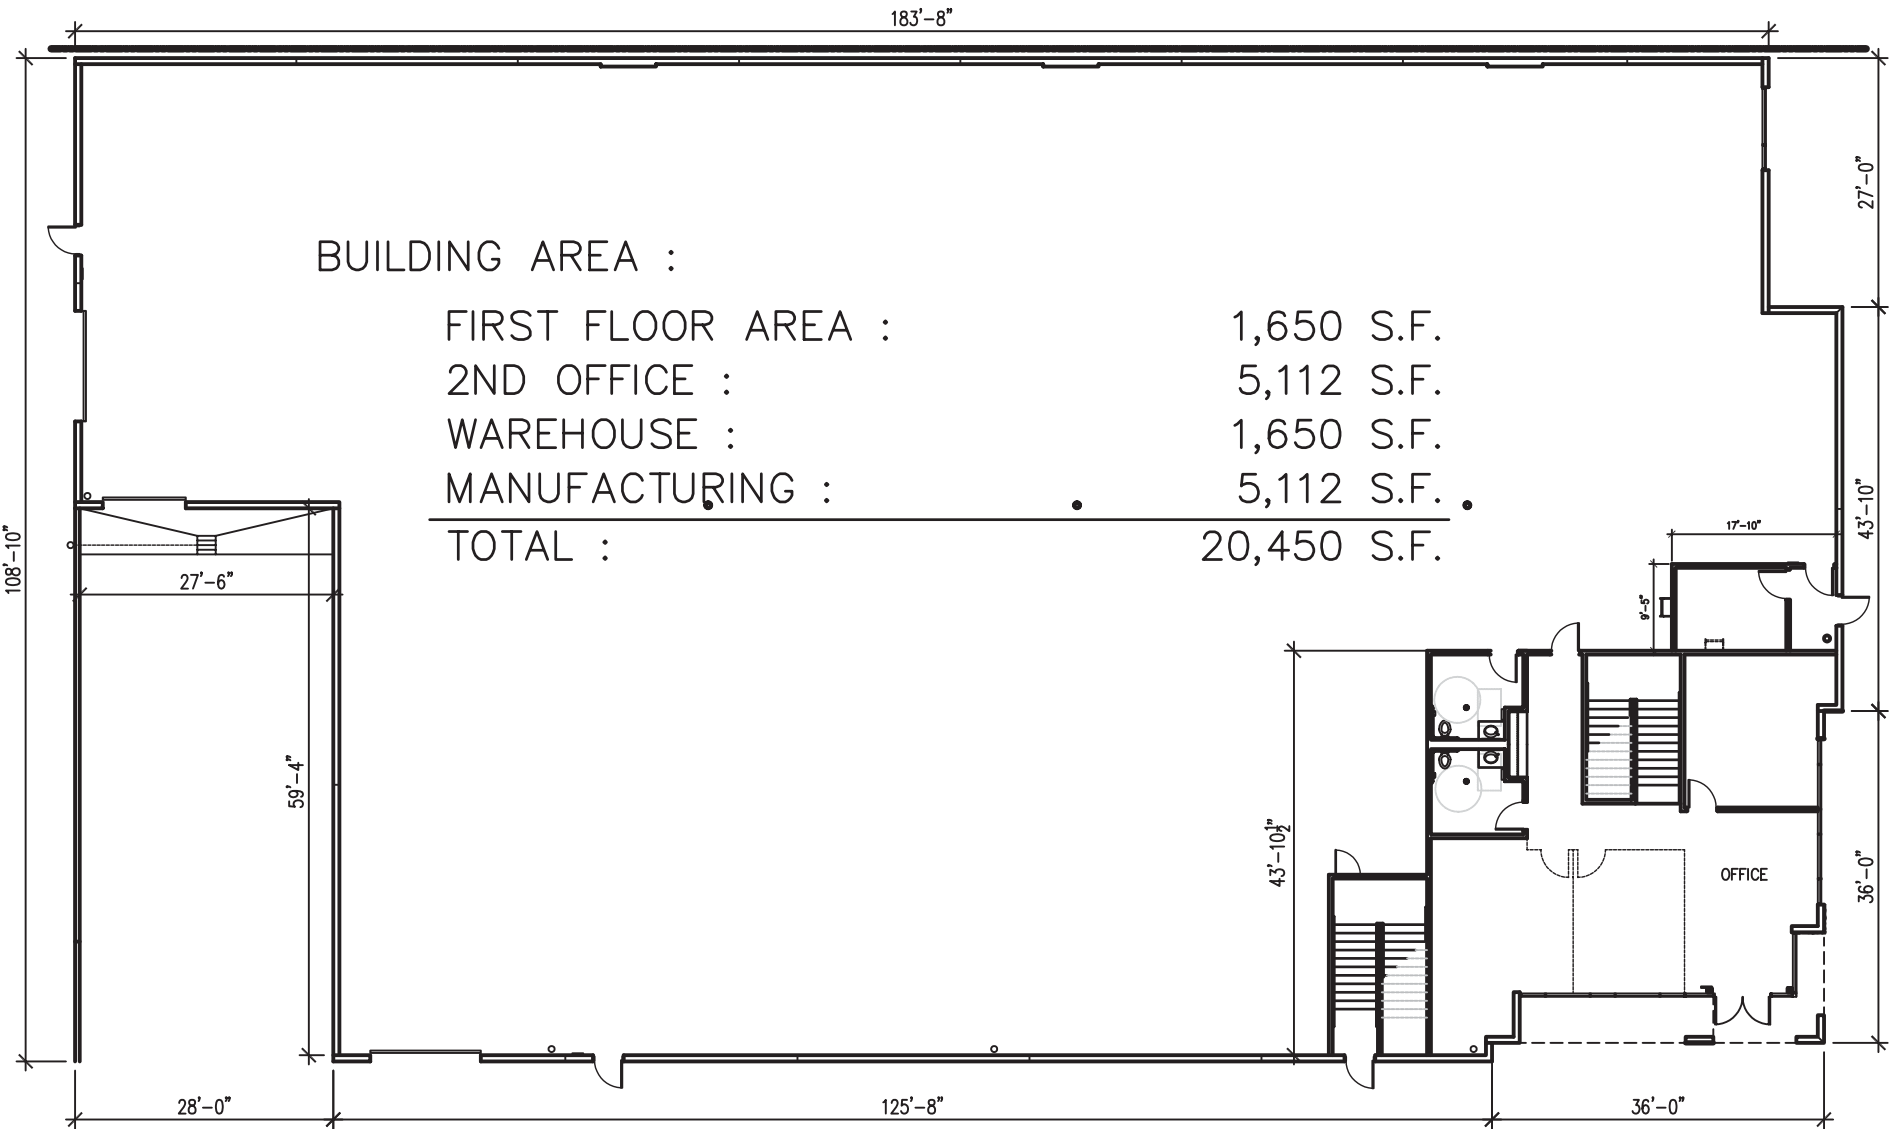 183'-8"
27'-0"
BUILDING AREA :
FIRST FLOOR AREA : 1,650 S.F.
2ND OFFICE : 5,112 S.F.
WAREHOUSE : 1,650 S.F.
MANUFACTURING : 5,112 S.F.
TOTAL : 20,450 S.F.
108'-10"
43'-10"
17'-10"
27'-6"
9'-5"
59'-4"
43'-10 1/2"
OFFICE
36'-0"
28'-0"
125'-8"
36'-0"